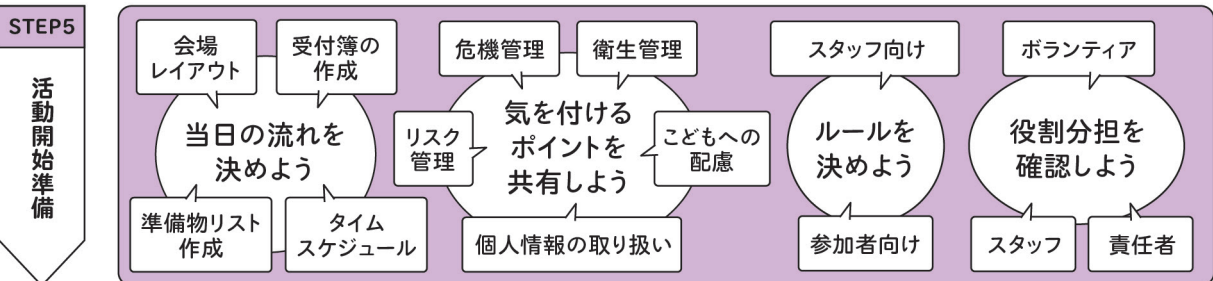 STEP5
活動開始準備
会場
レイアウト
受付簿の
作成
当日の流れを
決めよう
準備物リスト
作成
タイム
スケジュール
危機管理
衛生管理
リスク
管理
気を付ける
ポイントを
共有しよう
こどもへの
配慮
個人情報の取り扱い
スタッフ向け
ルールを
決めよう
参加者向け
ボランティア
役割分担を
確認しよう
スタッフ
責任者